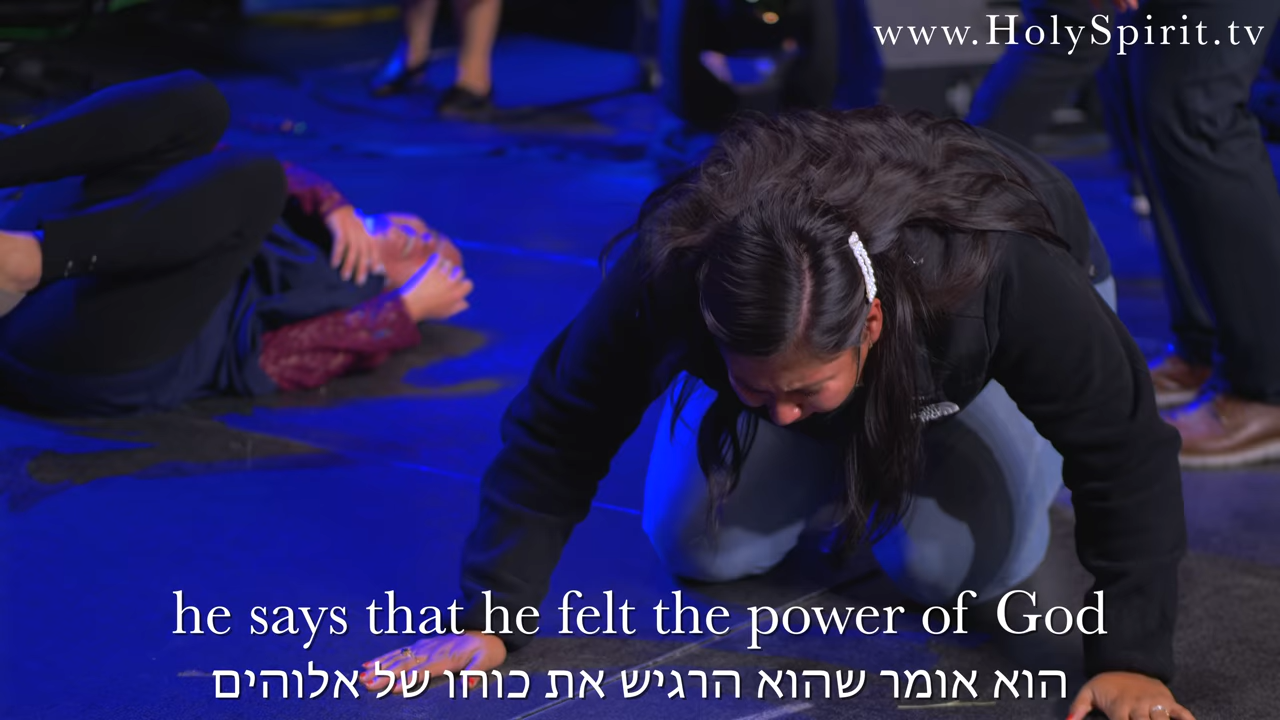 www.HolySpirit.tv
he says that he felt the power of God
הוא אומר שהוא הרגיש את כוחו של אלוהים